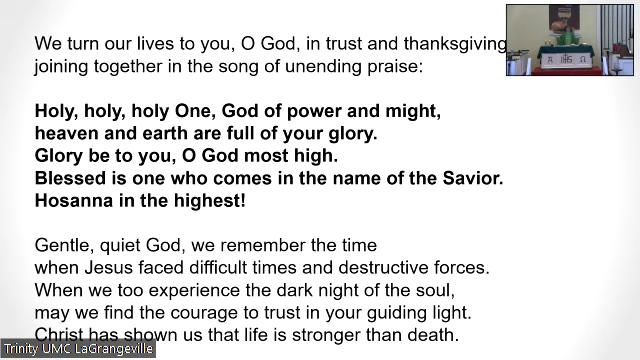 We turn our lives to you, O God, in trust and thanksgiving
joining together in the song of unending praise:
Holy, holy, holy One, God of power and might,
heaven and earth are full of your glory.
Glory be to you, O God most high.
Blessed is one who comes in the name of the Savior.
Hosanna in the highest!
Gentle, quiet God, we remember the time
when Jesus faced difficult times and destructive forces.
When we too experience the dark night of the soul,
may we find the courage to trust in your guiding light.
Christ has shown us that life is stronger than death.
Trinity UMC LaGrangeville
Α IHS Ω